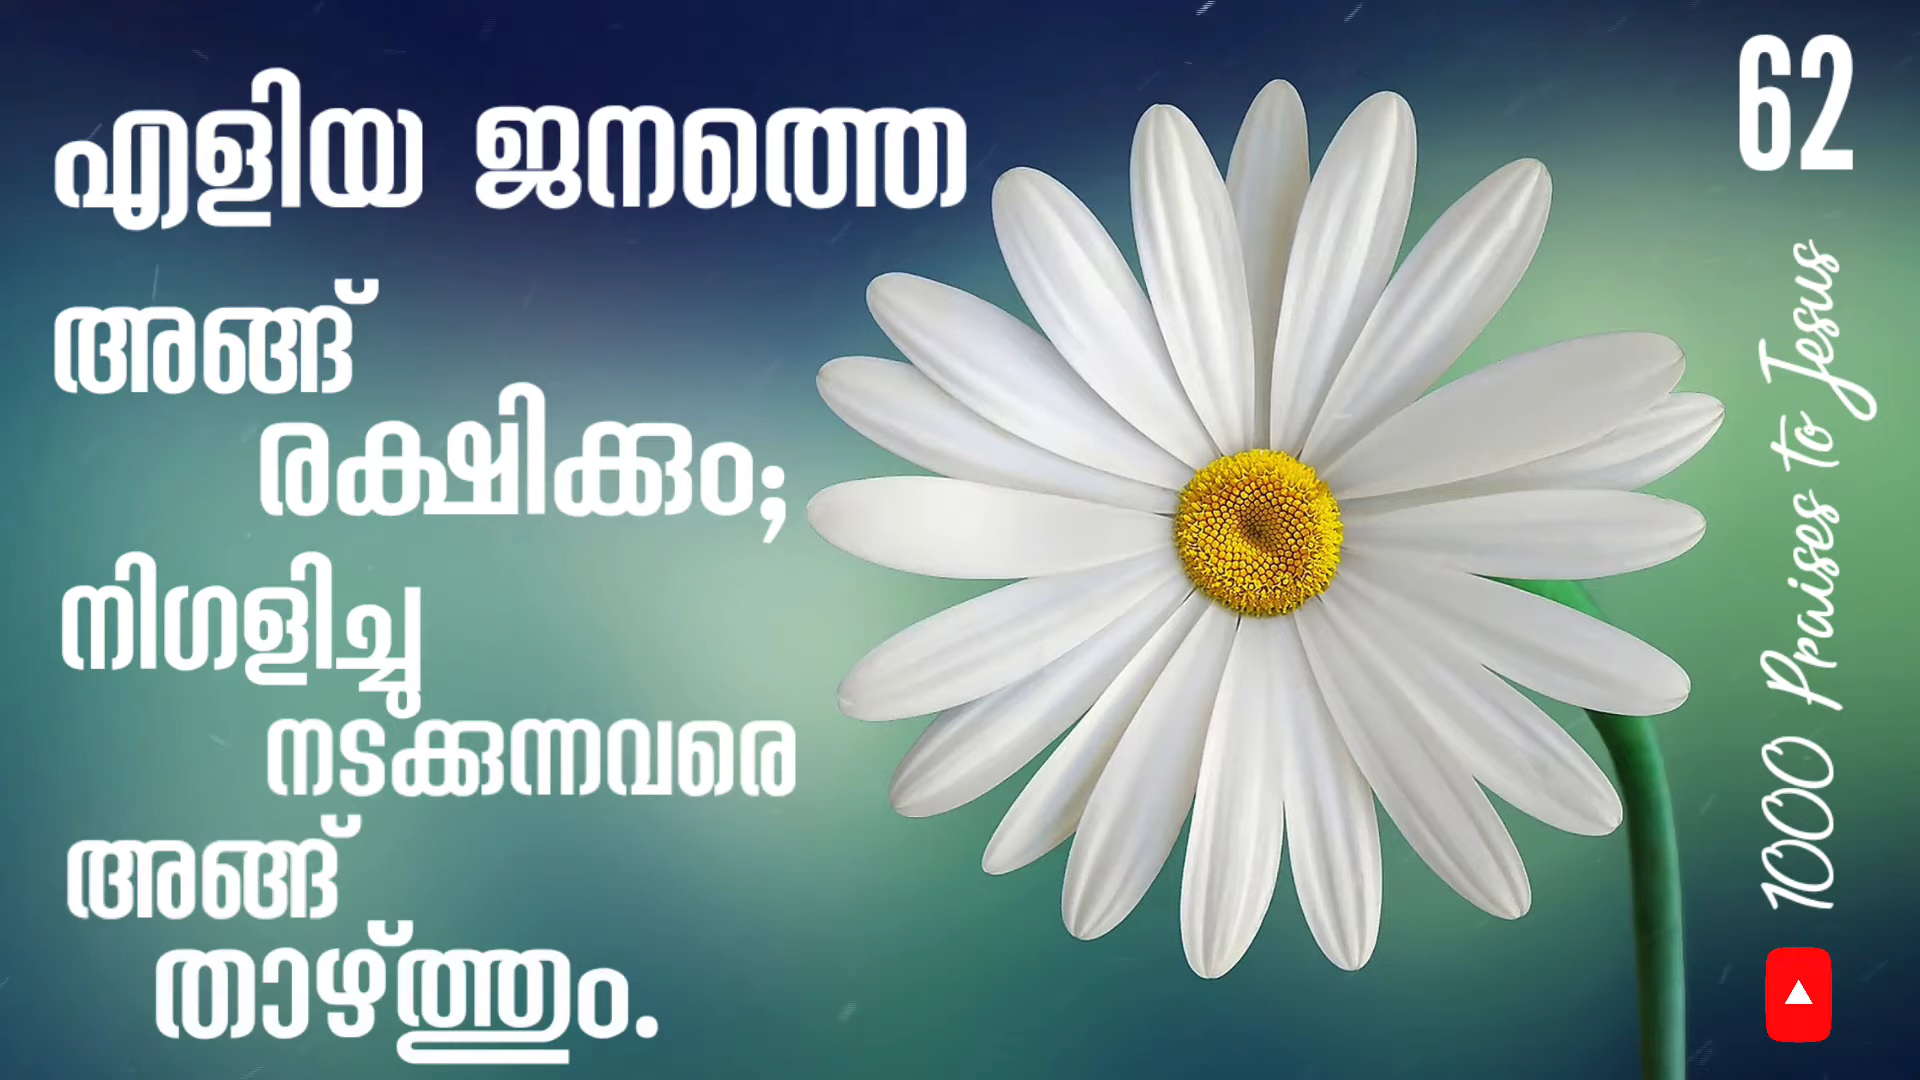 എളിയ ജനത്തെ
അങ്ങ്
രക്ഷിക്കും;
നിഗളിച്ചു
നടക്കുന്നവരെ
അങ്ങ്
താഴ്ത്തും.
62
1000 Praises to Jesus